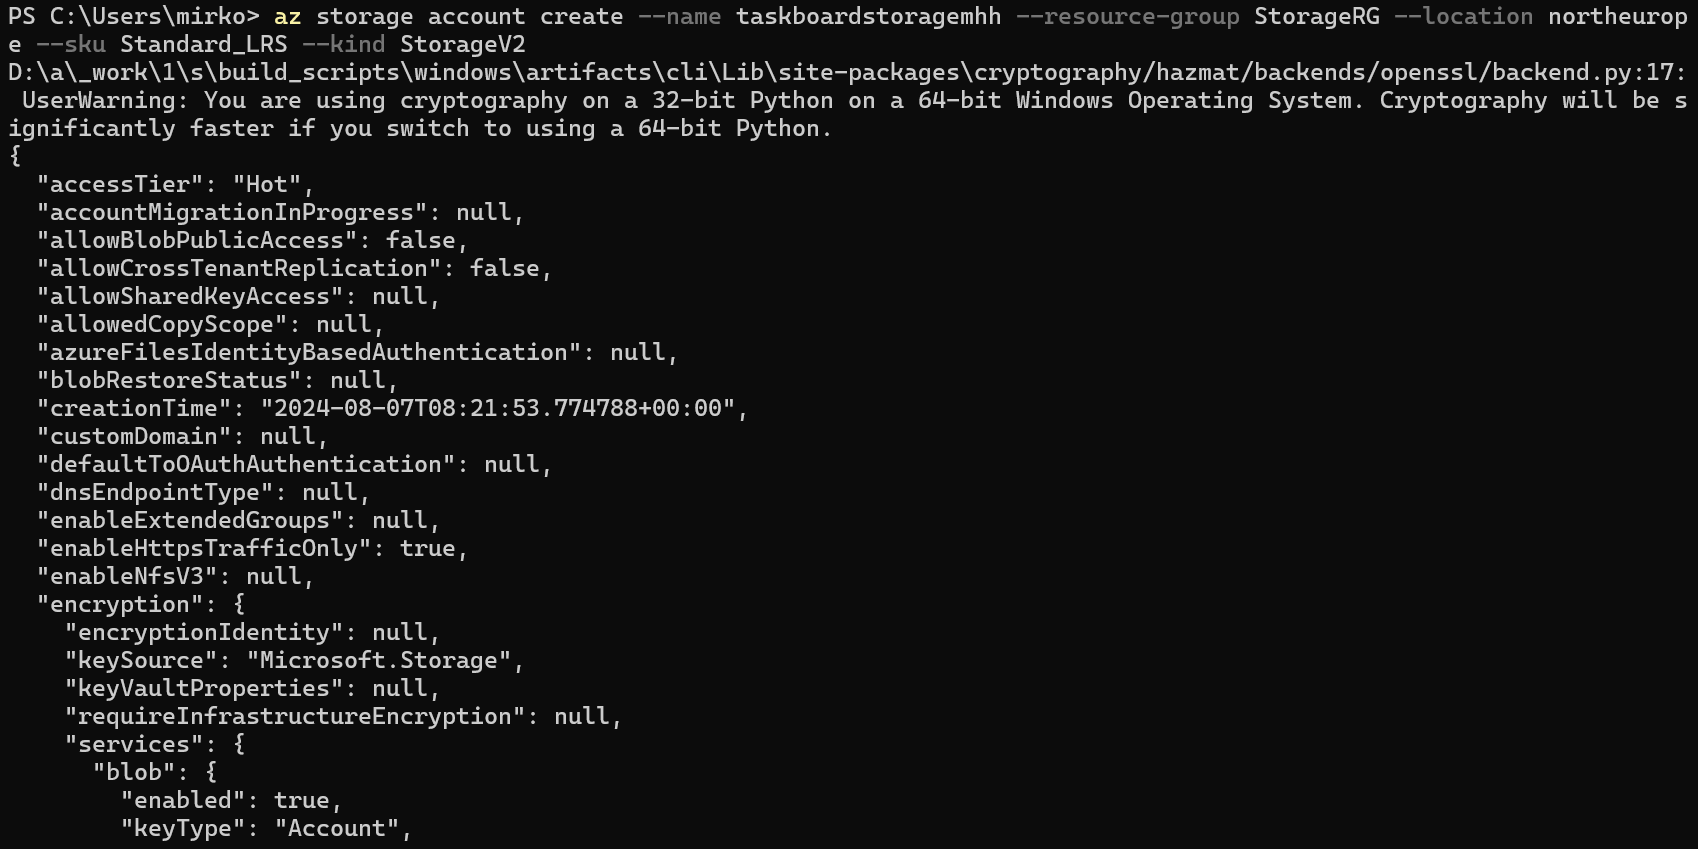 PS C:\Users\mirko> az storage account create --name taskboardstoragemhh --resource-group StorageRG --location northeurop
e --sku Standard_LRS --kind StorageV2
D:\a\_work\1\s\build_scripts\windows\artifacts\cli\Lib\site-packages\cryptography/hazmat/backends/openssl/backend.py:17:
 UserWarning: You are using cryptography on a 32-bit Python on a 64-bit Windows Operating System. Cryptography will be s
ignificantly faster if you switch to using a 64-bit Python.
{
  "accessTier": "Hot",
  "accountMigrationInProgress": null,
  "allowBlobPublicAccess": false,
  "allowCrossTenantReplication": false,
  "allowSharedKeyAccess": null,
  "allowedCopyScope": null,
  "azureFilesIdentityBasedAuthentication": null,
  "blobRestoreStatus": null,
  "creationTime": "2024-08-07T08:21:53.774788+00:00",
  "customDomain": null,
  "defaultToOAuthAuthentication": null,
  "dnsEndpointType": null,
  "enableExtendedGroups": null,
  "enableHttpsTrafficOnly": true,
  "enableNfsV3": null,
  "encryption": {
    "encryptionIdentity": null,
    "keySource": "Microsoft.Storage",
    "keyVaultProperties": null,
    "requireInfrastructureEncryption": null,
    "services": {
      "blob": {
        "enabled": true,
        "keyType": "Account",